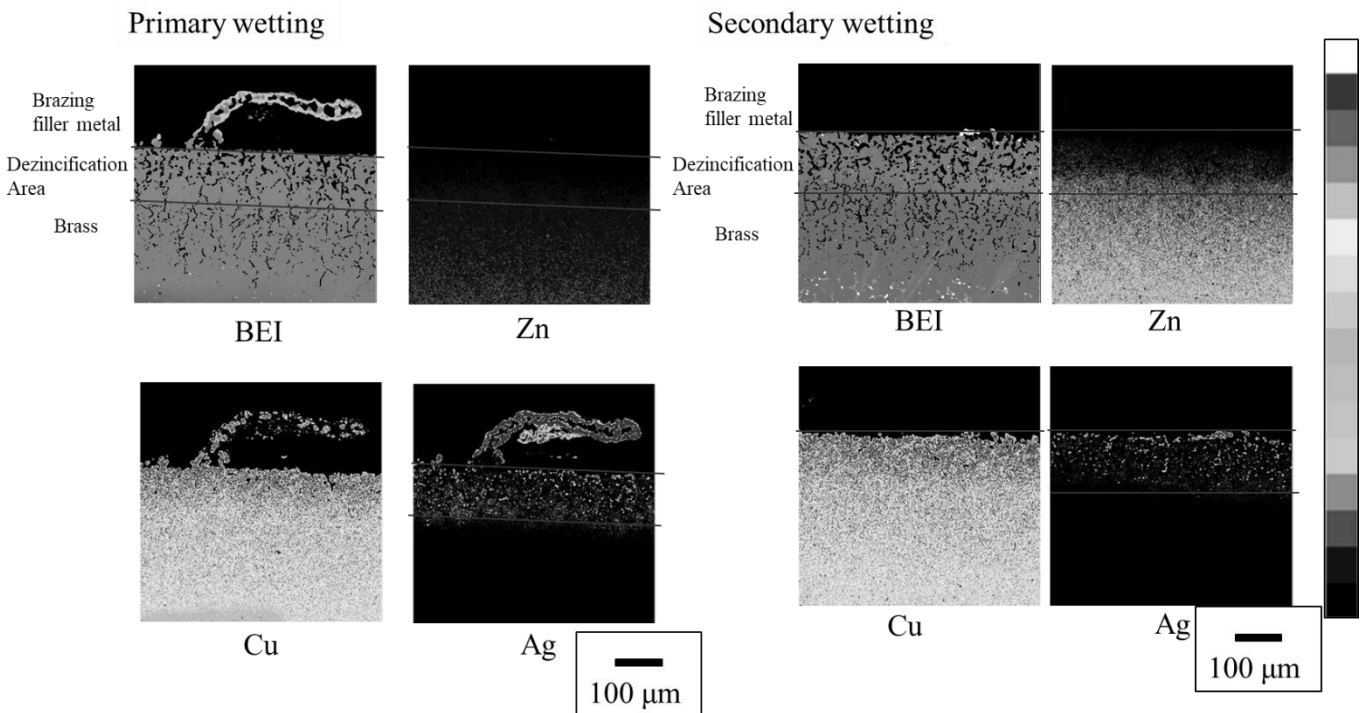 Primary wetting
Secondary wetting
Brazing
filler metal
Dezincification
Area
Brass
BEI
Zn
Brazing
filler metal
Dezincification
Area
Brass
BEI
Zn
Cu
Ag
100 μm
Cu
Ag
100 μm